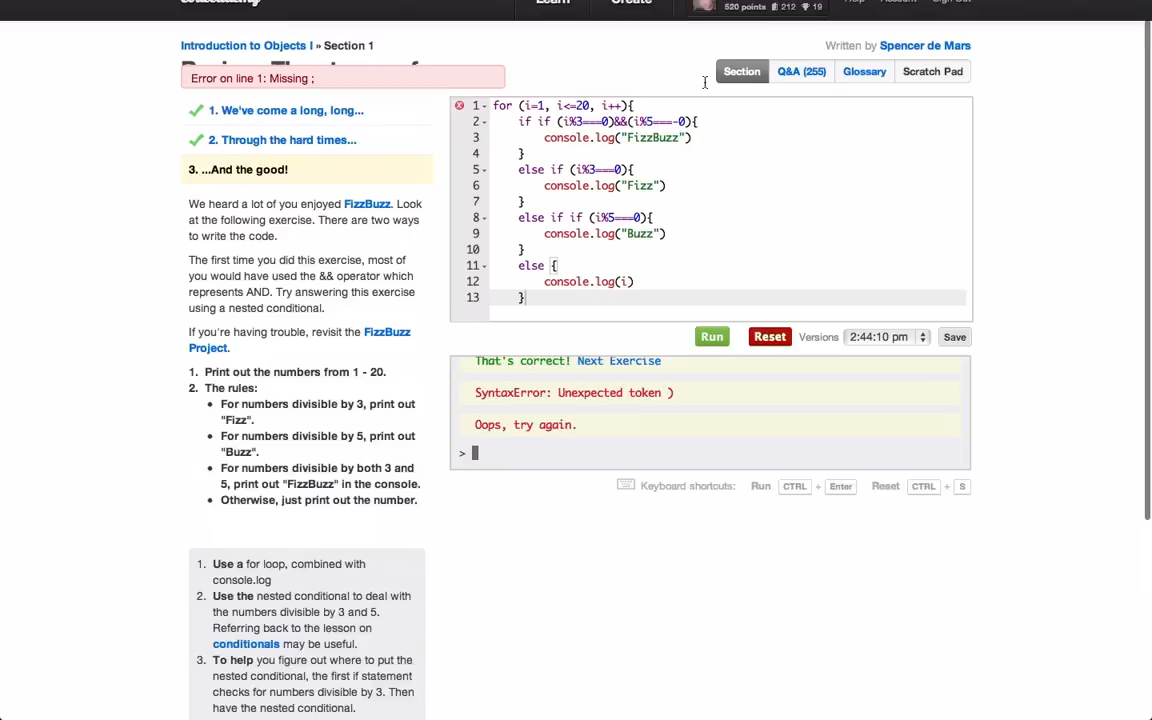 Learn
Create
520 points 212 19
Help Account Sign Out
Introduction to Objects I » Section 1
Written by Spencer de Mars
Error on line 1: Missing ;
Section
Q&A (255)
Glossary
Scratch Pad
1. We've come a long, long...
2. Through the hard times...
3. ...And the good!
We heard a lot of you enjoyed FizzBuzz. Look
at the following exercise. There are two ways
to write the code.
The first time you did this exercise, most of
you would have used the && operator which
represents AND. Try answering this exercise
using a nested conditional.
If you're having trouble, revisit the FizzBuzz
Project.
1. Print out the numbers from 1 - 20.
2. The rules:
• For numbers divisible by 3, print out
"Fizz".
• For numbers divisible by 5, print out
"Buzz".
• For numbers divisible by both 3 and
5, print out "FizzBuzz" in the console.
• Otherwise, just print out the number.
1. Use a for loop, combined with
console.log
2. Use the nested conditional to deal with
the numbers divisible by 3 and 5.
Referring back to the lesson on
conditionals may be useful.
3. To help you figure out where to put the
nested conditional, the first if statement
checks for numbers divisible by 3. Then
have the nested conditional.
1 for (i=1, i<=20, i++){
2 if if (i%3===0)&&(i%5===-0){
3 console.log("FizzBuzz")
4 }
5 else if (i%3===0){
6 console.log("Fizz")
7 }
8 else if if (i%5===0){
9 console.log("Buzz")
10 }
11 else {
12 console.log(i)
13 }
Run
Reset
Versions
2:44:10 pm
Save
That's correct! Next Exercise
SyntaxError: Unexpected token )
Oops, try again.
>
Keyboard shortcuts: Run CTRL + Enter Reset CTRL + S